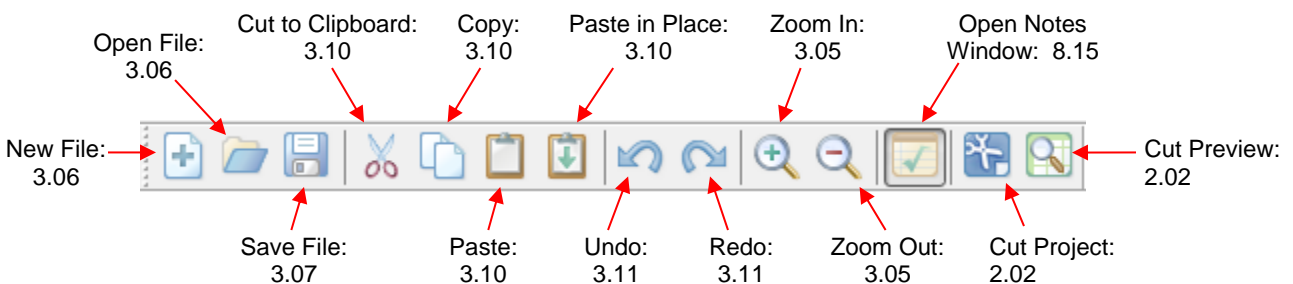 Open File:
3.06
Cut to Clipboard:
3.10
Copy:
3.10
Paste in Place:
3.10
Zoom In:
3.05
Open Notes
Window:  8.15
New File:
3.06
Cut Preview:
2.02
Save File:
3.07
Paste:
3.10
Undo:
3.11
Redo:
3.11
Zoom Out:
3.05
Cut Project:
2.02